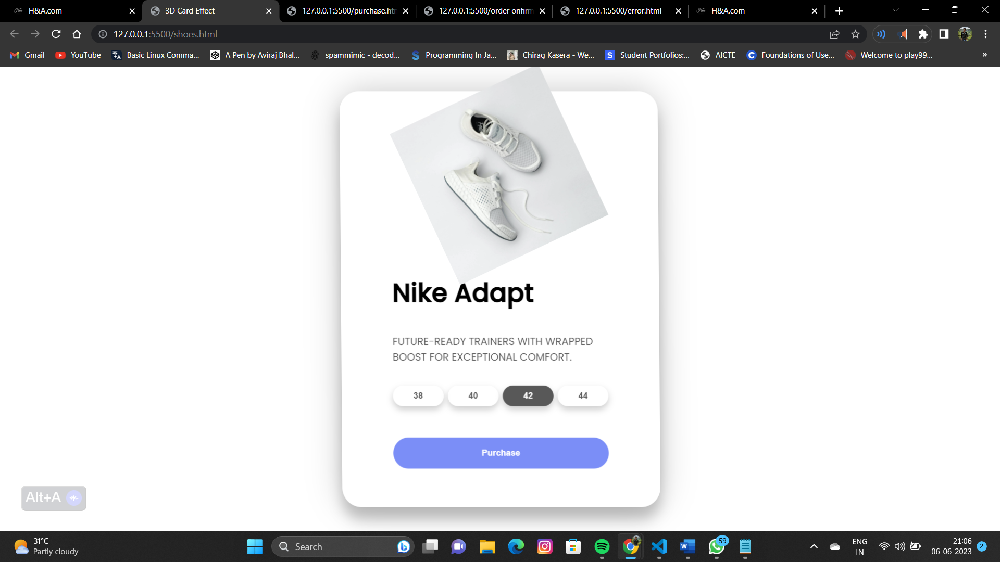 H&A.com
3D Card Effect
127.0.0.1:5500/purchase.htm
127.0.0.1:5500/order onfirm
127.0.0.1:5500/error.html
H&A.com
127.0.0.1:5500/shoes.html
Gmail
YouTube
Basic Linux Comma...
A Pen by Aviraj Bhal...
spammimic - decod...
Programming In Ja...
Chirag Kasera - We...
Student Portfolios:...
AICTE
Foundations of Use...
Welcome to play99...
»
Nike Adapt
FUTURE-READY TRAINERS WITH WRAPPED
BOOST FOR EXCEPTIONAL COMFORT.
38 40 42 44
Purchase
Alt+A
31°C
Partly cloudy
Search
59
ENG
IN
21:06
06-06-2023
2